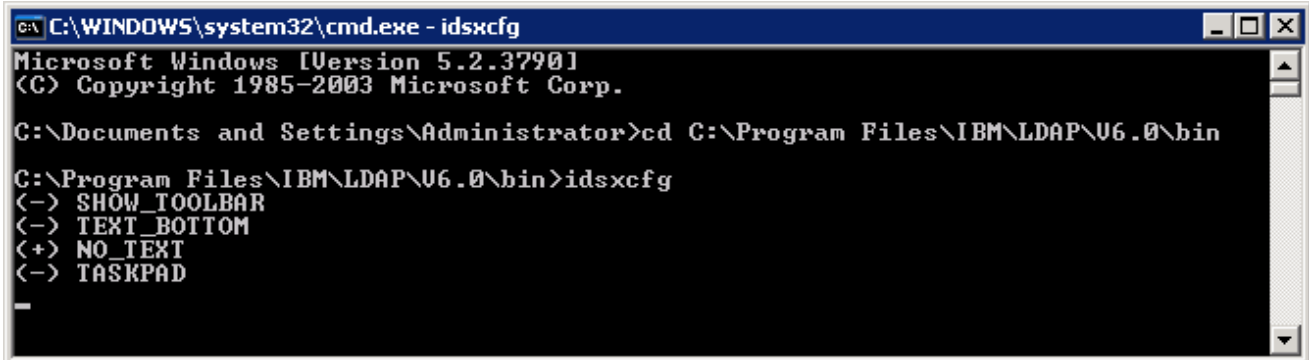 C:\WINDOWS\system32\cmd.exe - idsxcfg
Microsoft Windows [Version 5.2.3790]
(C) Copyright 1985-2003 Microsoft Corp.
C:\Documents and Settings\Administrator>cd C:\Program Files\IBM\LDAP\V6.0\bin
C:\Program Files\IBM\LDAP\V6.0\bin>idsxcfg
(-) SHOW_TOOLBAR
(-) TEXT_BOTTOM
(+) NO_TEXT
(-) TASKPAD